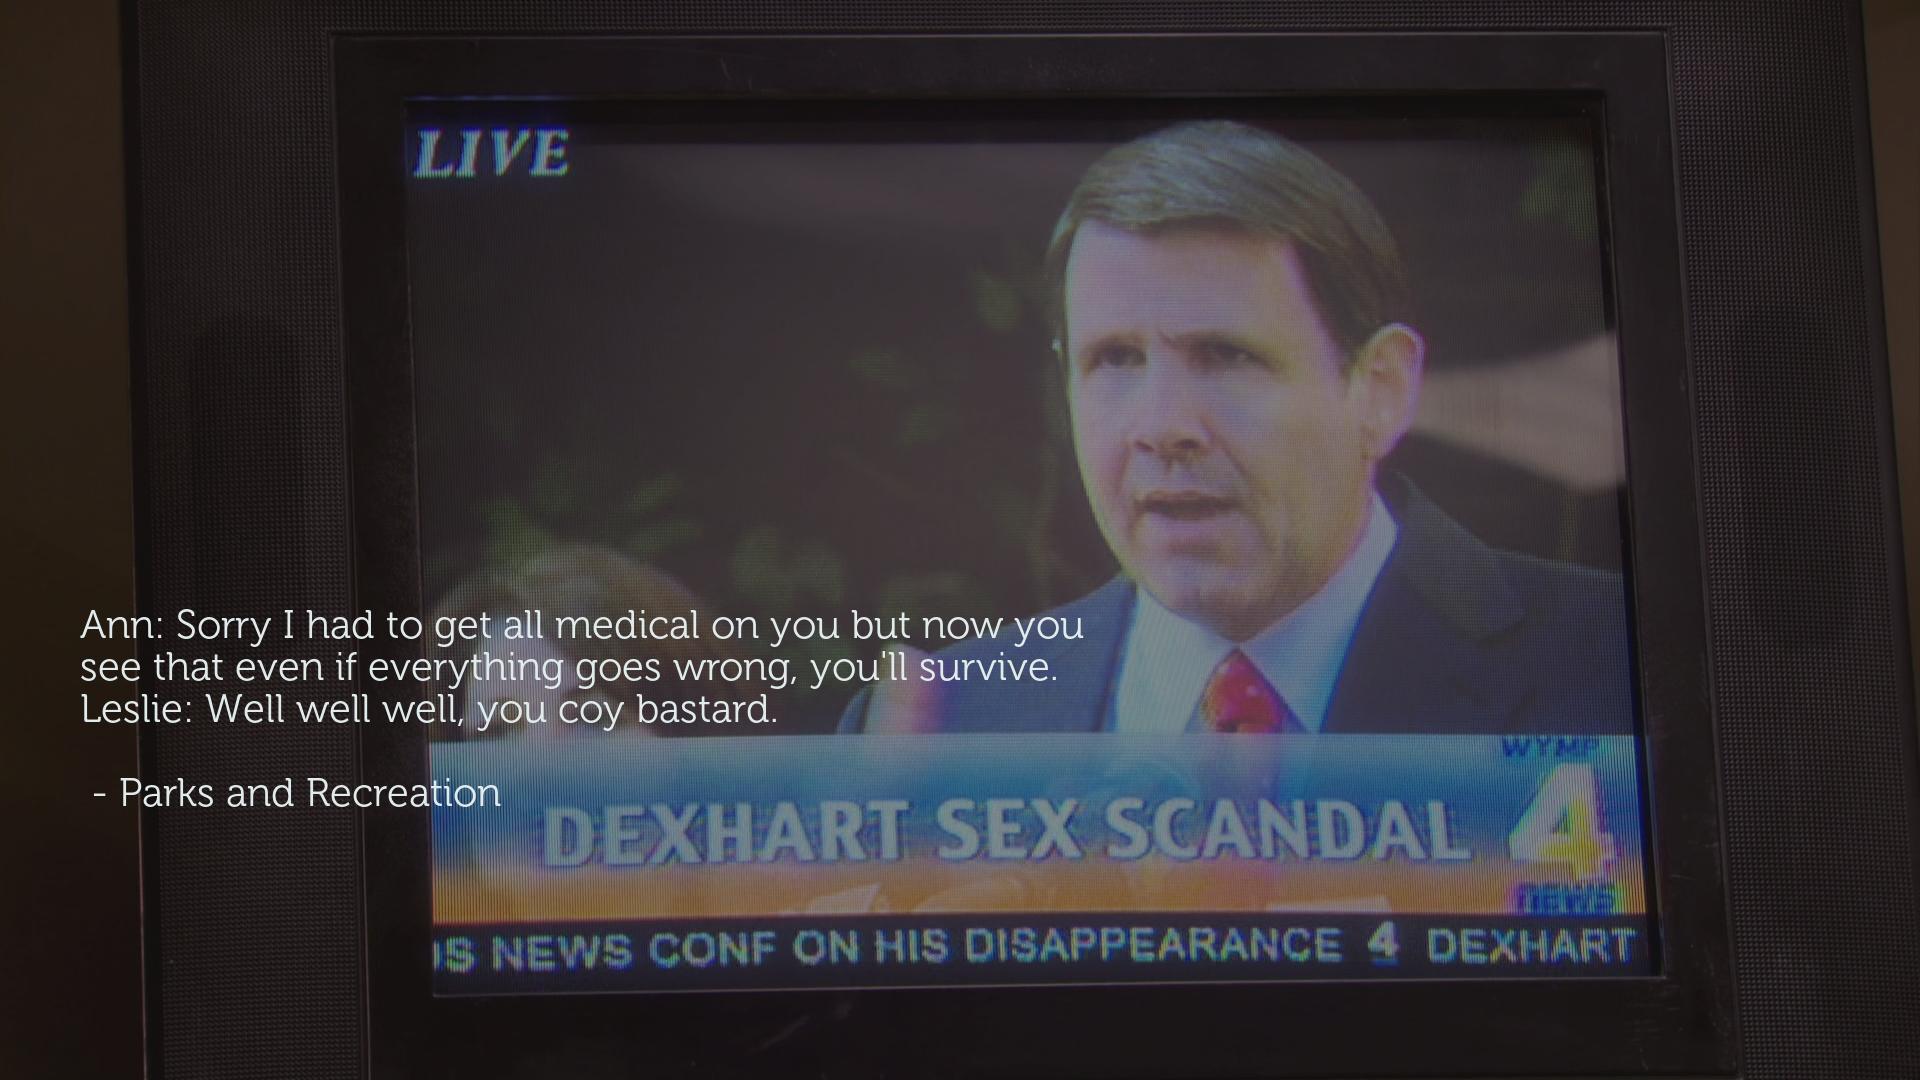 LIVE
Ann: Sorry I had to get all medical on you but now you
see that even if everything goes wrong, you'll survive.
Leslie: Well well well, you coy bastard.
- Parks and Recreation
WYMP
4
NEWS
DEXHART SEX SCANDAL
NEWS CONF ON HIS DISAPPEARANCE 4 DEXHART